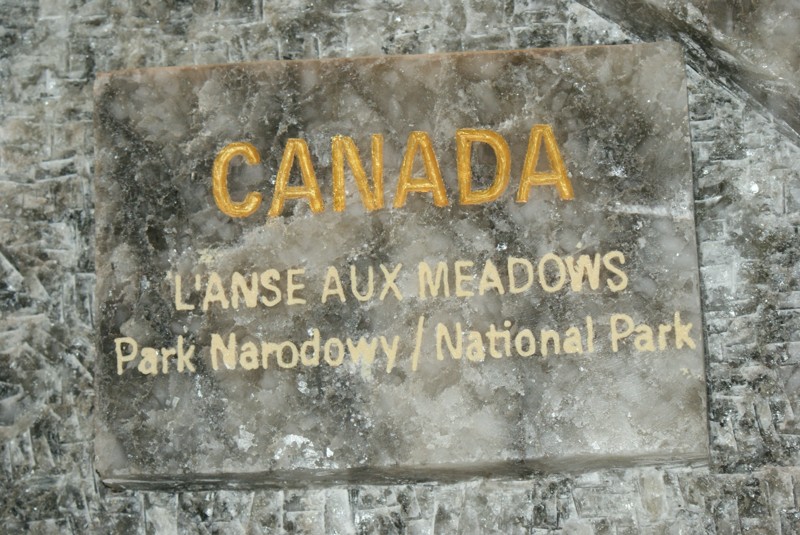 CANADA
L'ANSE AUX MEADOWS
Park Narodowy / National Park